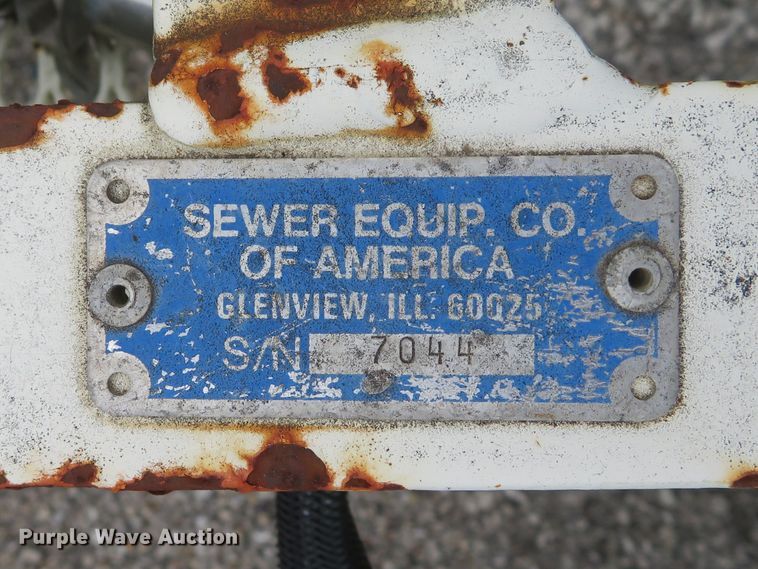 SEWER EQUIP. CO.
OF AMERICA
GLENVIEW, ILL. 60025
S/N 7044
Purple Wave Auction